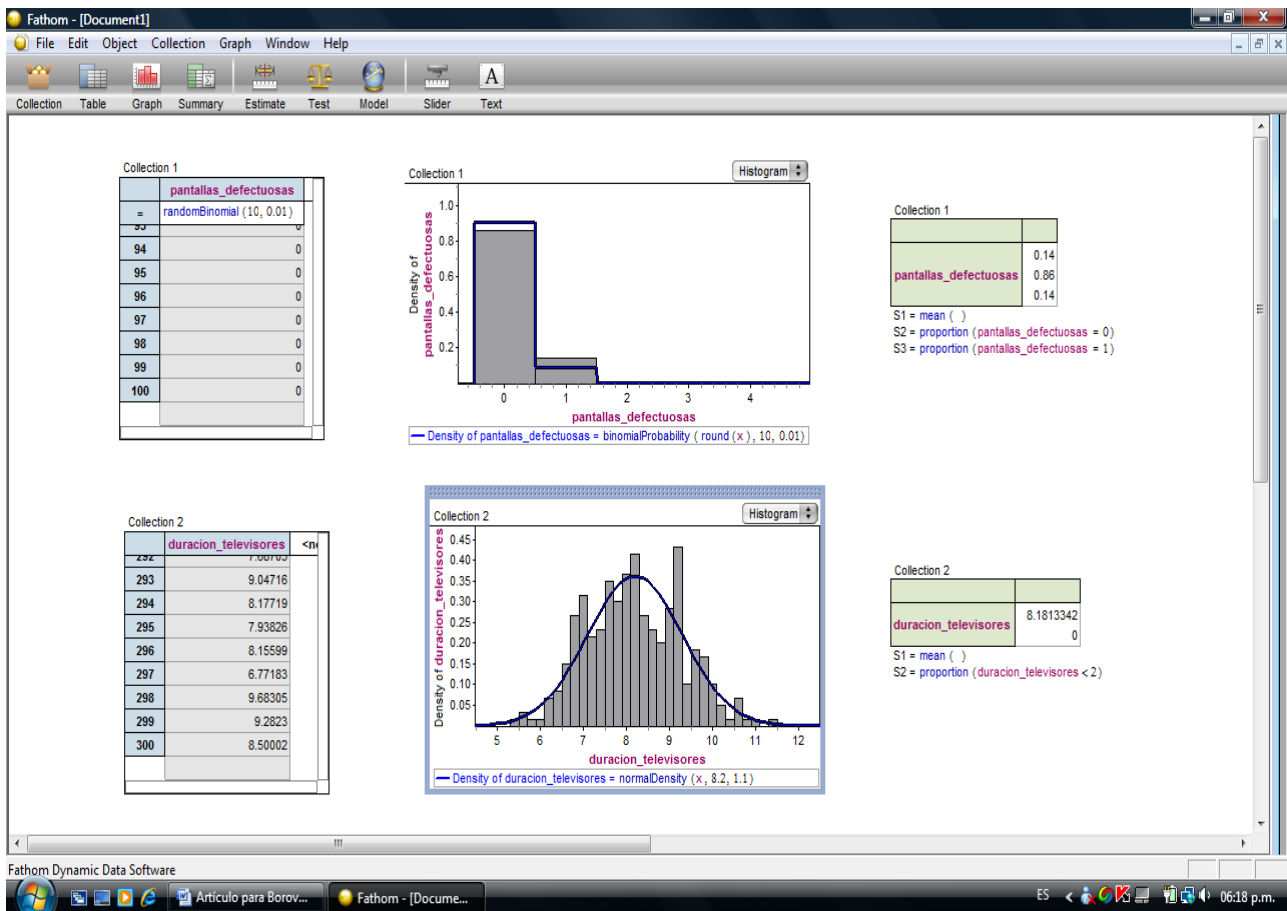 Fathom - [Document1]
File Edit Object Collection Graph Window Help
Collection Table Graph Summary Estimate Test Model Slider Text
Collection 1
pantallas_defectuosas
= randomBinomial (10, 0.01)
93 0
94 0
95 0
96 0
97 0
98 0
99 0
100 0
Collection 1
Histogram
Density of pantallas_defectuosas
1.0
0.8
0.6
0.4
0.2
0 1 2 3 4
pantallas_defectuosas
Density of pantallas_defectuosas = binomialProbability ( round (x ), 10, 0.01)
Collection 1
pantallas_defectuosas
0.14
0.86
0.14
S1 = mean ( )
S2 = proportion (pantallas_defectuosas = 0)
S3 = proportion (pantallas_defectuosas = 1)
Collection 2
duracion_televisores
292
293 9.04716
294 8.17719
295 7.93826
296 8.15599
297 6.77183
298 9.68305
299 9.2823
300 8.50002
Collection 2
Histogram
Density of duracion_televisores
0.45
0.40
0.35
0.30
0.25
0.20
0.15
0.10
0.05
5 6 7 8 9 10 11 12
duracion_televisores
Density of duracion_televisores = normalDensity (x , 8.2, 1.1)
Collection 2
duracion_televisores
8.1813342
0
S1 = mean ( )
S2 = proportion (duracion_televisores < 2)
Fathom Dynamic Data Software
Artículo para Borov...
Fathom - [Docume...
ES
06:18 p.m.